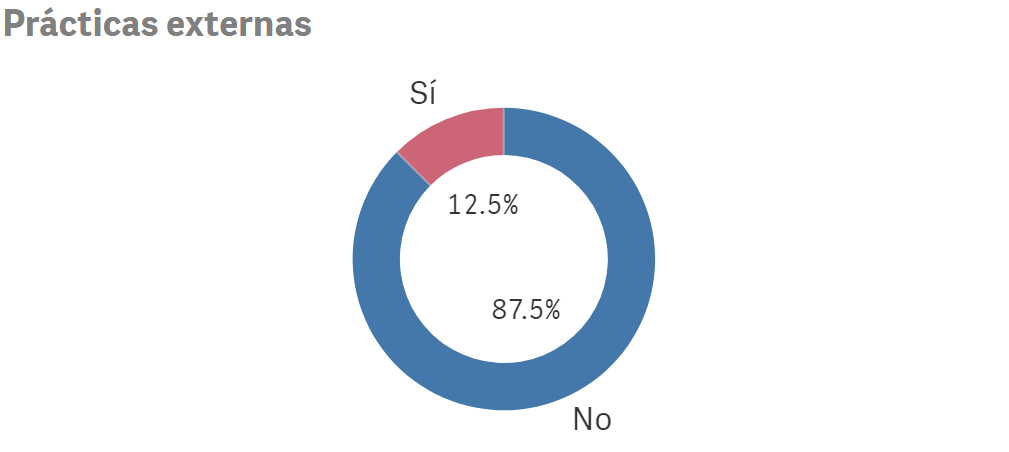 Prácticas externas
Sí
12.5%
87.5%
No